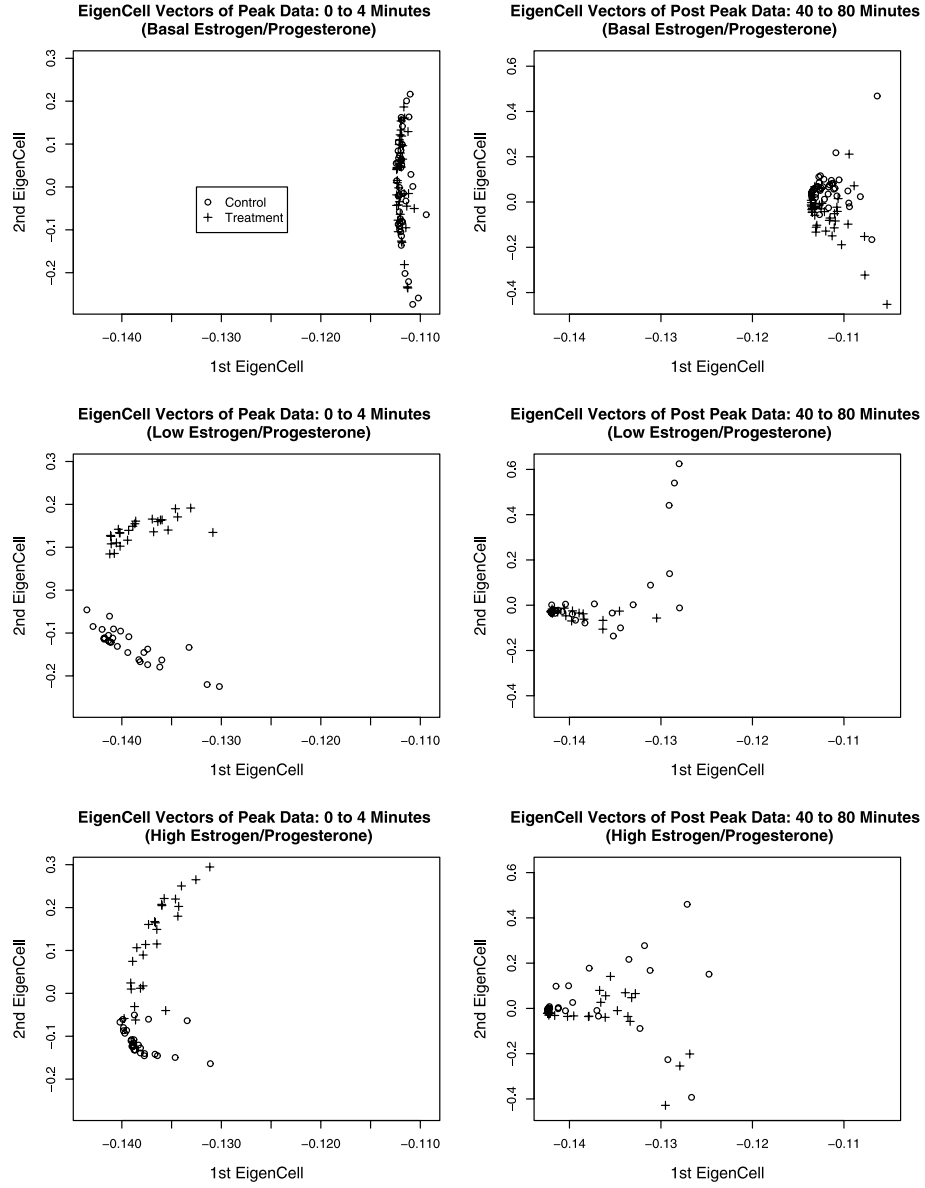 EigenCell Vectors of Peak Data: 0 to 4 Minutes
(Basal Estrogen/Progesterone)
0.3
0.2
0.1
0.0
−0.1
−0.2
2nd EigenCell
Control
Treatment
−0.140
−0.130
−0.120
−0.110
1st EigenCell
EigenCell Vectors of Post Peak Data: 40 to 80 Minutes
(Basal Estrogen/Progesterone)
0.6
0.4
0.2
0.0
−0.2
−0.4
2nd EigenCell
−0.14
−0.13
−0.12
−0.11
1st EigenCell
EigenCell Vectors of Peak Data: 0 to 4 Minutes
(Low Estrogen/Progesterone)
0.3
0.2
0.1
0.0
−0.1
−0.2
2nd EigenCell
−0.140
−0.130
−0.120
−0.110
1st EigenCell
EigenCell Vectors of Post Peak Data: 40 to 80 Minutes
(Low Estrogen/Progesterone)
0.6
0.4
0.2
0.0
−0.2
−0.4
2nd EigenCell
−0.14
−0.13
−0.12
−0.11
1st EigenCell
EigenCell Vectors of Peak Data: 0 to 4 Minutes
(High Estrogen/Progesterone)
0.3
0.2
0.1
0.0
−0.1
−0.2
2nd EigenCell
−0.140
−0.130
−0.120
−0.110
1st EigenCell
EigenCell Vectors of Post Peak Data: 40 to 80 Minutes
(High Estrogen/Progesterone)
0.6
0.4
0.2
0.0
−0.2
−0.4
2nd EigenCell
−0.14
−0.13
−0.12
−0.11
1st EigenCell